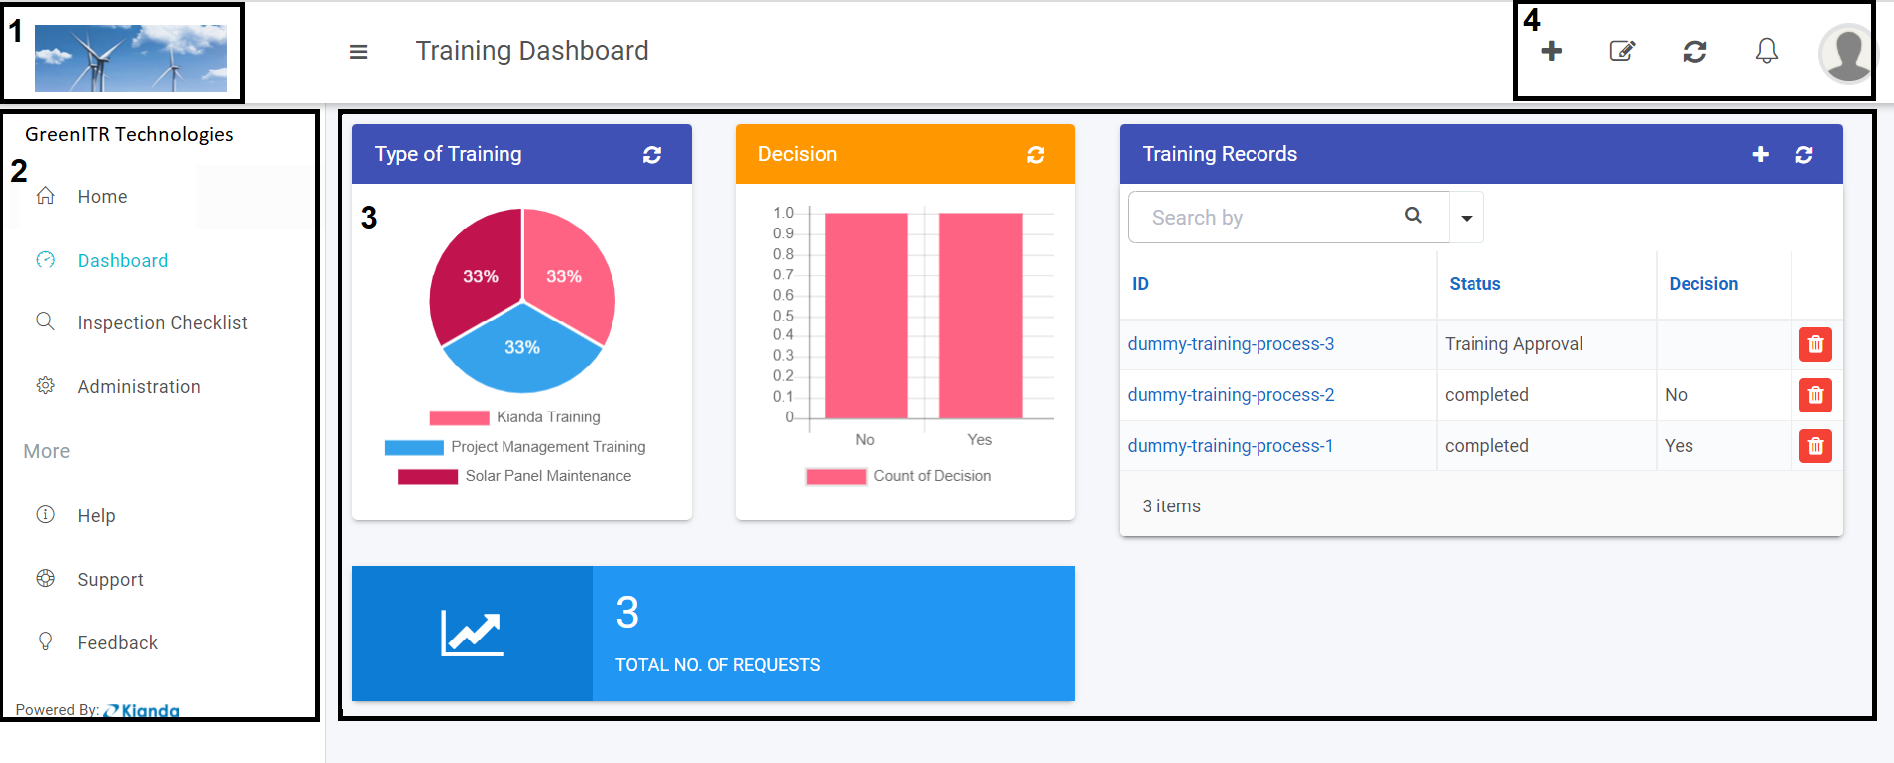 1
Training Dashboard
4
GreenITR Technologies
2
Home
Dashboard
Inspection Checklist
Administration
More
Help
Support
Feedback
Powered By: Kianda
Type of Training
3
33%
33%
33%
Kianda Training
Project Management Training
Solar Panel Maintenance
Decision
1.0
0.9
0.8
0.7
0.6
0.5
0.4
0.3
0.2
0.1
0
No Yes
Count of Decision
Training Records
Search by
ID Status Decision
dummy-training-process-3 Training Approval
dummy-training-process-2 completed No
dummy-training-process-1 completed Yes
3 items
3
TOTAL NO. OF REQUESTS